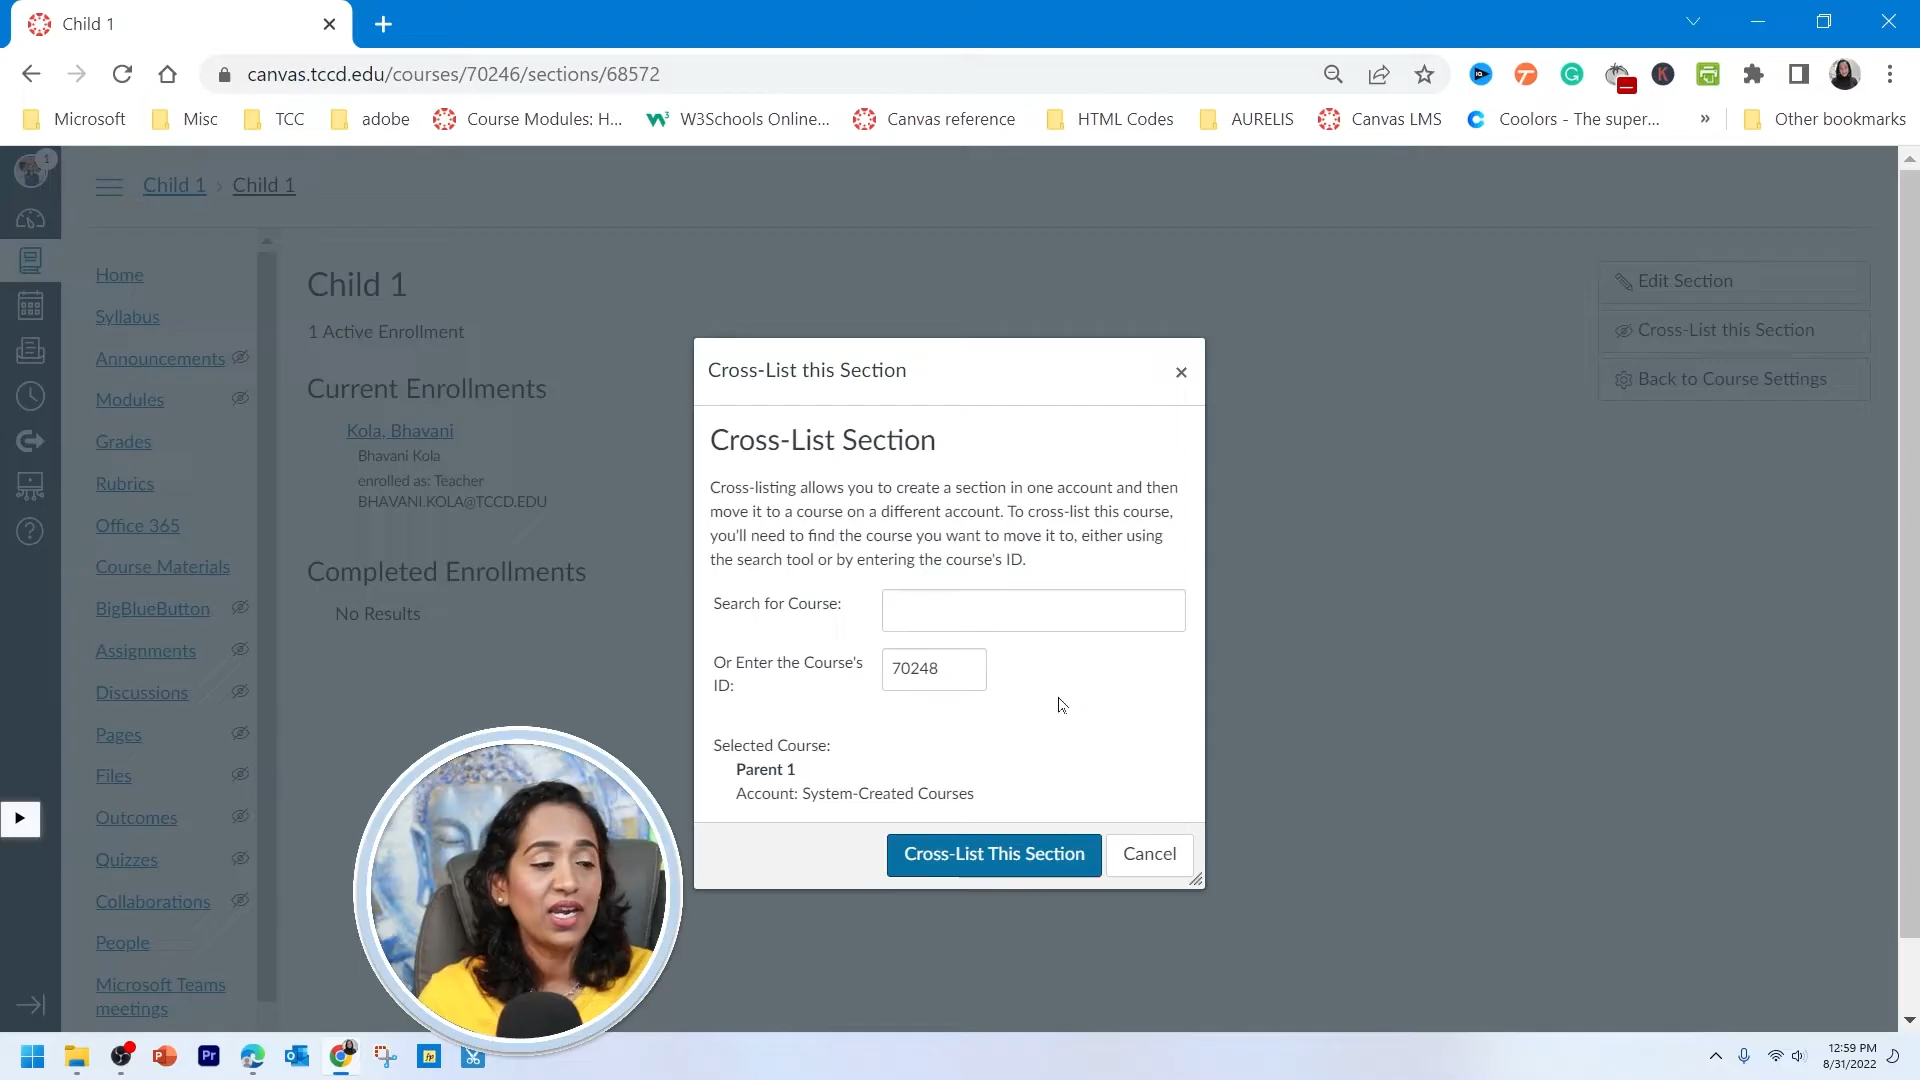 Child 1
canvas.tccd.edu/courses/70246/sections/68572
Microsoft
Misc
TCC
adobe
Course Modules: H...
W3Schools Online...
Canvas reference
HTML Codes
AURELIS
Canvas LMS
Coolors - The super...
»
Other bookmarks
1
Child 1 › Child 1
Home
Syllabus
Announcements
Modules
Grades
Rubrics
Office 365
Course Materials
BigBlueButton
Assignments
Discussions
Pages
Files
Outcomes
Quizzes
Collaborations
People
Microsoft Teams
meetings
Child 1
1 Active Enrollment
Current Enrollments
Kola, Bhavani
Bhavani Kola
enrolled as: Teacher
BHAVANI.KOLA@TCCD.EDU
Completed Enrollments
No Results
Edit Section
Cross-List this Section
Back to Course Settings
Cross-List this Section
Cross-List Section
Cross-listing allows you to create a section in one account and then
move it to a course on a different account. To cross-list this course,
you'll need to find the course you want to move it to, either using
the search tool or by entering the course's ID.
Search for Course:
Or Enter the Course's
ID:
70248
Selected Course:
Parent 1
Account: System-Created Courses
Cross-List This Section
Cancel
12:59 PM
8/31/2022